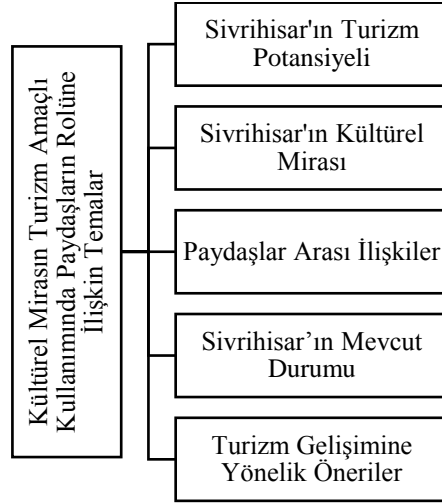 Kültürel Mirasın Turizm Amaçlı
Kullanımında Paydaşların Rolüne
İlişkin Temalar
Sivrihisar'ın Turizm
Potansiyeli
Sivrihisar'ın Kültürel
Mirası
Paydaşlar Arası İlişkiler
Sivrihisar’ın Mevcut
Durumu
Turizm Gelişimine
Yönelik Öneriler